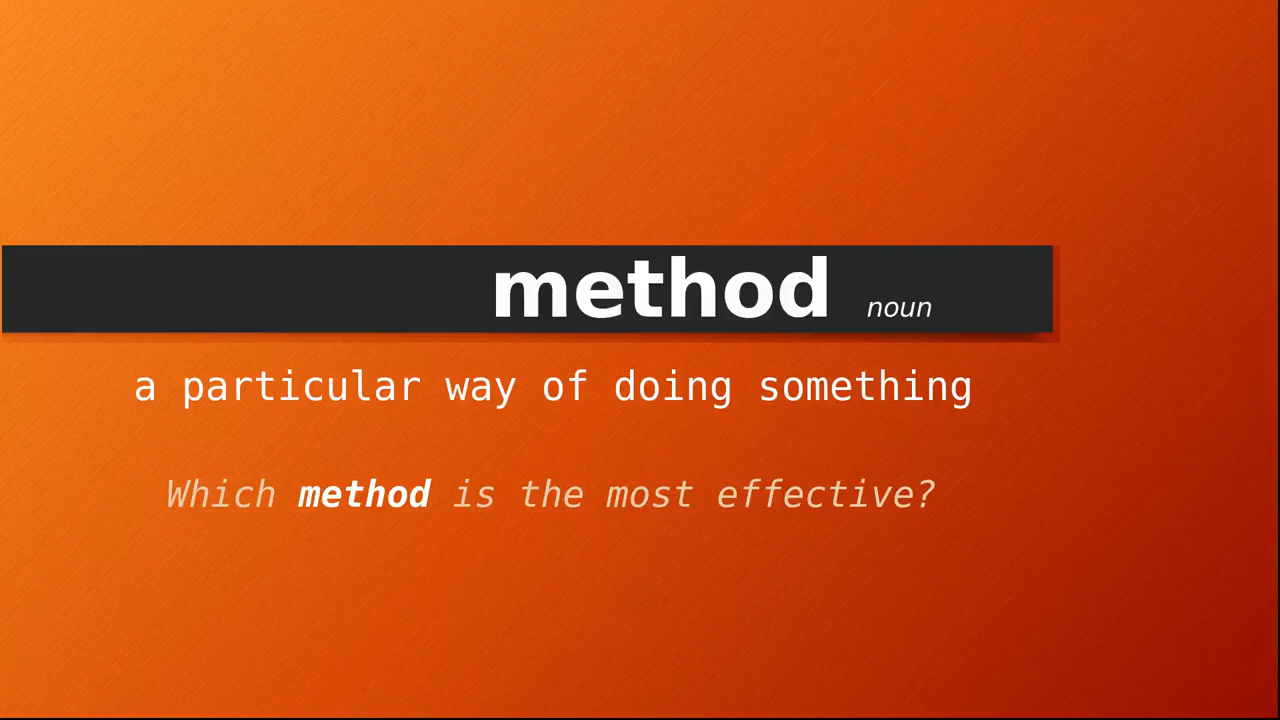 method noun
a particular way of doing something
Which method is the most effective?